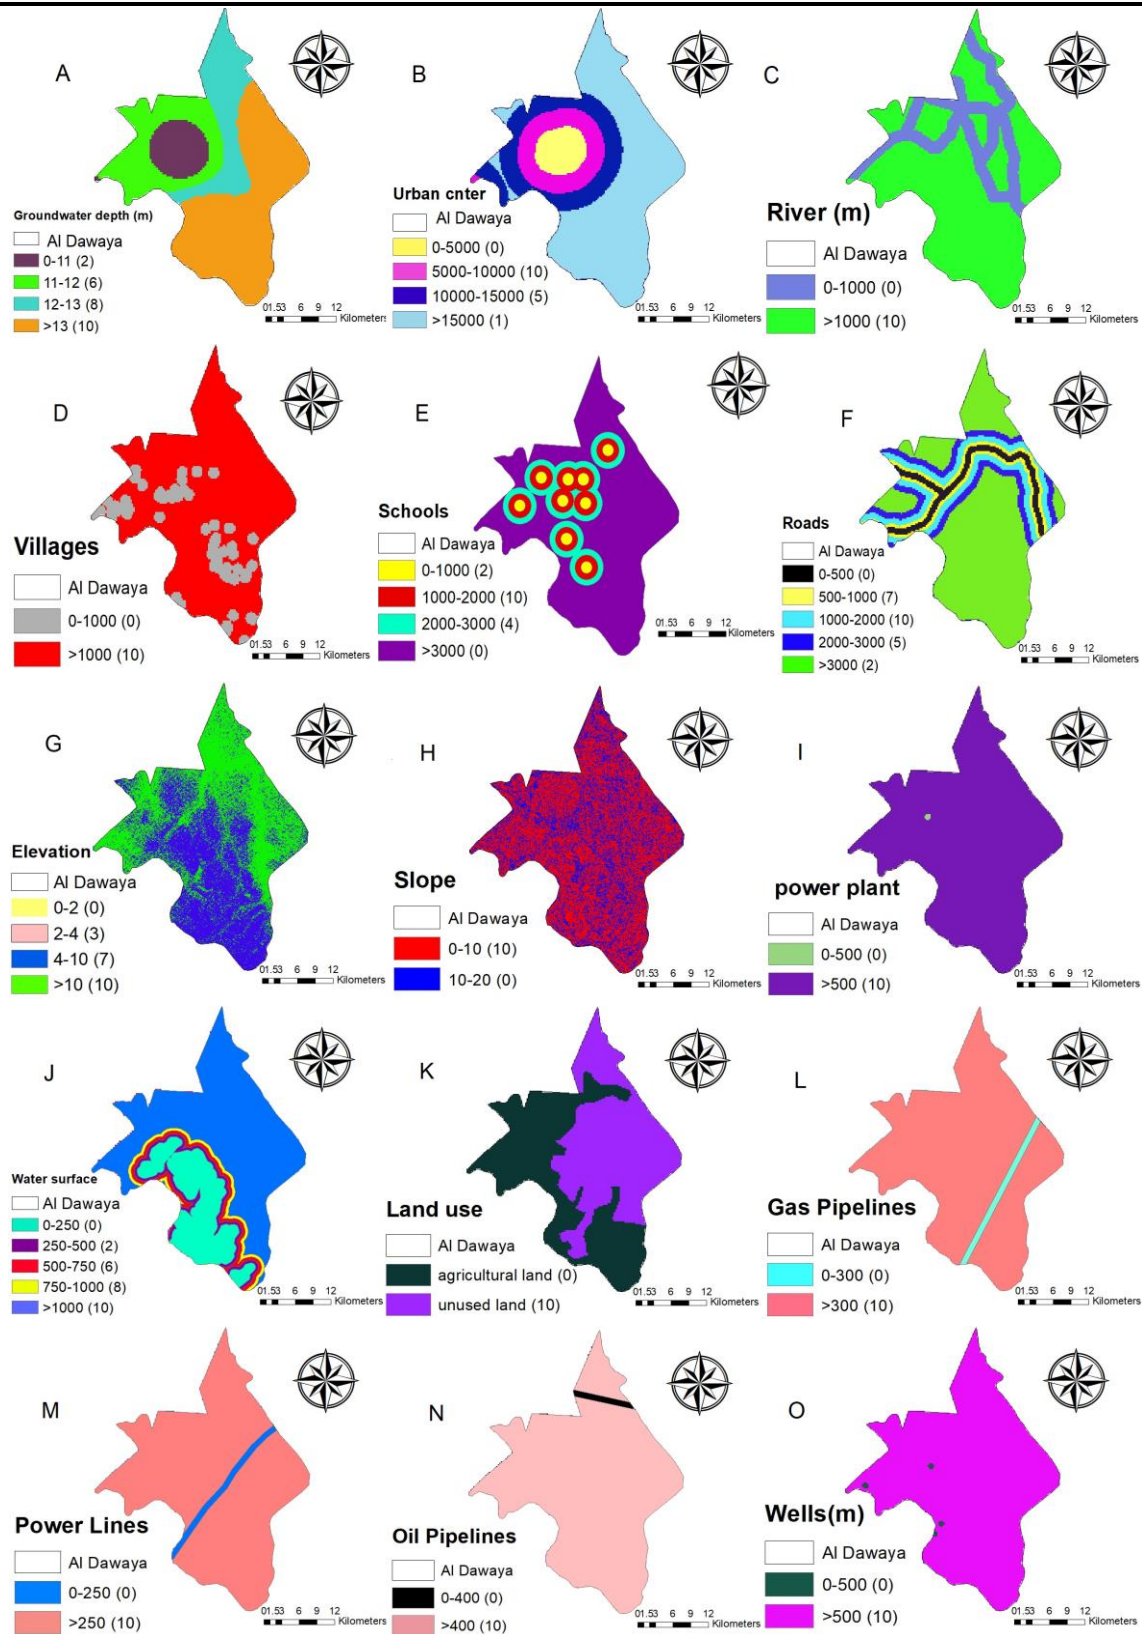 A
Groundwater depth (m)
Al Dawaya
0-11 (2)
11-12 (6)
12-13 (8)
>13 (10)
01.53 6 9 12
Kilometers
B
Urban cnter
Al Dawaya
0-5000 (0)
5000-10000 (10)
10000-15000 (5)
>15000 (1)
01.53 6 9 12
Kilometers
C
River (m)
Al Dawaya
0-1000 (0)
>1000 (10)
01.53 6 9 12
Kilometers
D
Villages
Al Dawaya
0-1000 (0)
>1000 (10)
01.53 6 9 12
Kilometers
E
Schools
Al Dawaya
0-1000 (2)
1000-2000 (10)
2000-3000 (4)
>3000 (0)
01.53 6 9 12
Kilometers
F
Roads
Al Dawaya
0-500 (0)
500-1000 (7)
1000-2000 (10)
2000-3000 (5)
>3000 (2)
01.53 6 9 12
Kilometers
G
Elevation
Al Dawaya
0-2 (0)
2-4 (3)
4-10 (7)
>10 (10)
01.53 6 9 12
Kilometers
H
Slope
Al Dawaya
0-10 (10)
10-20 (0)
01.53 6 9 12
Kilometers
I
power plant
Al Dawaya
0-500 (0)
>500 (10)
01.53 6 9 12
Kilometers
J
Water surface
Al Dawaya
0-250 (0)
250-500 (2)
500-750 (6)
750-1000 (8)
>1000 (10)
01.53 6 9 12
Kilometers
K
Land use
Al Dawaya
agricultural land (0)
unused land (10)
01.53 6 9 12
Kilometers
L
Gas Pipelines
Al Dawaya
0-300 (0)
>300 (10)
01.53 6 9 12
Kilometers
M
Power Lines
Al Dawaya
0-250 (0)
>250 (10)
01.53 6 9 12
Kilometers
N
Oil Pipelines
Al Dawaya
0-400 (0)
>400 (10)
01.53 6 9 12
Kilometers
O
Wells(m)
Al Dawaya
0-500 (0)
>500 (10)
01.53 6 9 12
Kilometers